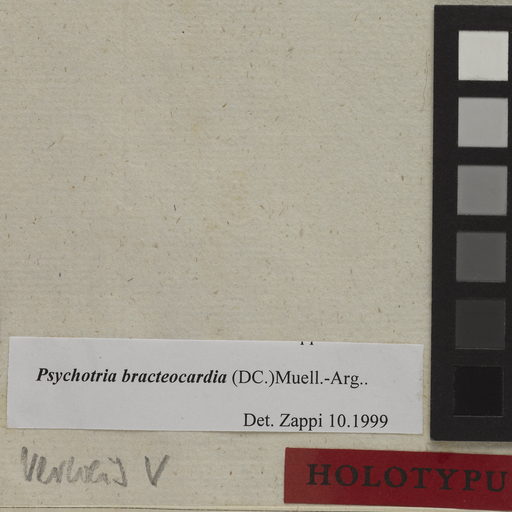 Psychotria bracteocardia (DC.)Muell.-Arg..
Det. Zappi 10.1999
V
HOLOTYPU